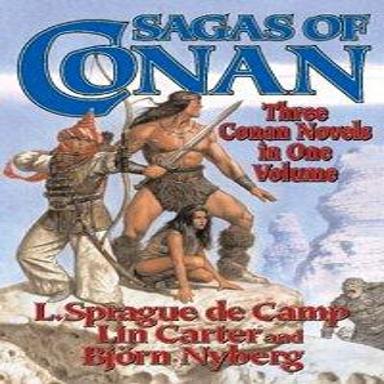 SAGAS OF
CONAN
Three
Conan Novels
in One
Volume
L. Sprague de Camp
Lin Carter and
Björn Nyberg